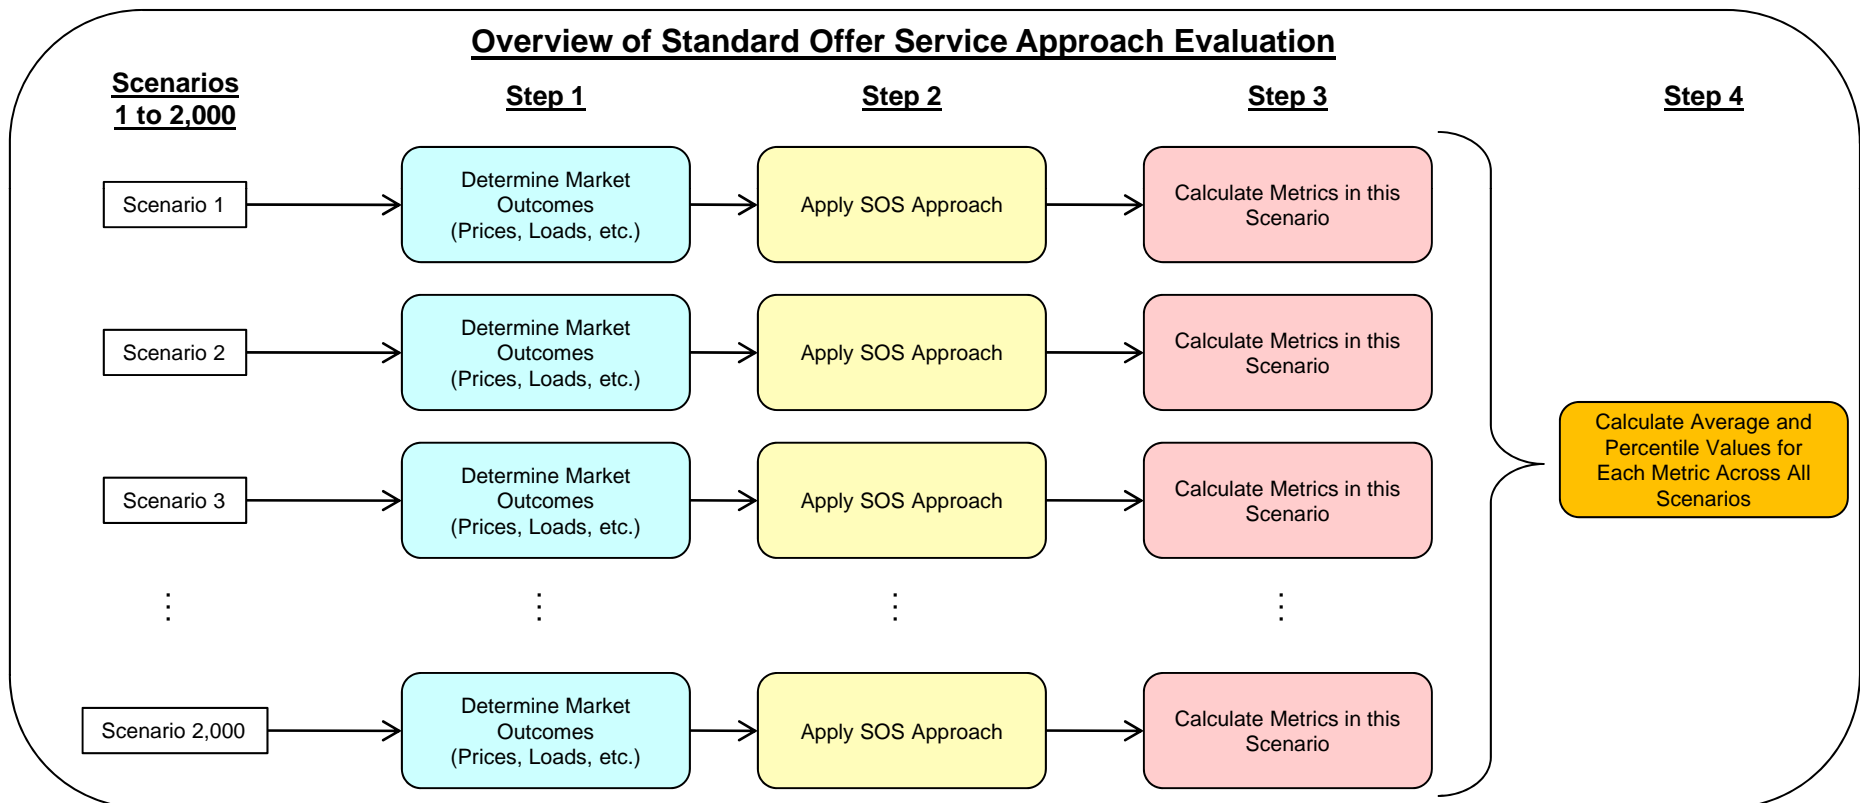 Overview of Standard Offer Service Approach Evaluation
Scenarios
1 to 2,000
Step 1
Step 2
Step 3
Step 4
Scenario 1
Determine Market
Outcomes
(Prices, Loads, etc.)
Apply SOS Approach
Calculate Metrics in this
Scenario
Scenario 2
Determine Market
Outcomes
(Prices, Loads, etc.)
Apply SOS Approach
Calculate Metrics in this
Scenario
Scenario 3
Determine Market
Outcomes
(Prices, Loads, etc.)
Apply SOS Approach
Calculate Metrics in this
Scenario
Calculate Average and
Percentile Values for
Each Metric Across All
Scenarios
⋮
⋮
⋮
⋮
Scenario 2,000
Determine Market
Outcomes
(Prices, Loads, etc.)
Apply SOS Approach
Calculate Metrics in this
Scenario